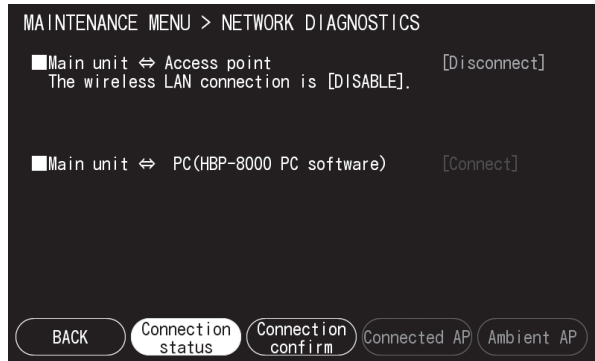 MAINTENANCE MENU > NETWORK DIAGNOSTICS
■Main unit ⇔ Access point [Disconnect]
The wireless LAN connection is [DISABLE].
■Main unit ⇔ PC(HBP-8000 PC software) [Connect]
BACK
Connection
status
Connection
confirm
Connected AP
Ambient AP